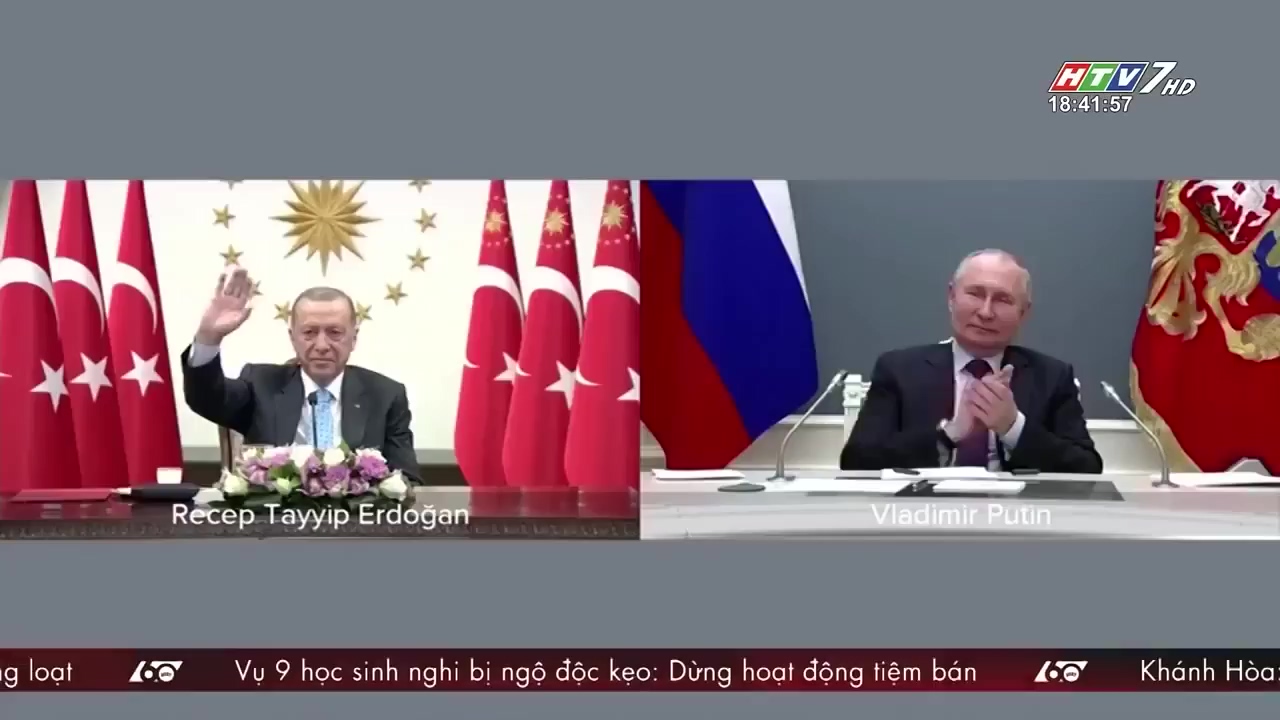 HTV7HD
18:41:57
Recep Tayyip Erdoğan
Vladimir Putin
g loạt
Vụ 9 học sinh nghi bị ngộ độc kẹo: Dừng hoạt động tiệm bán
Khánh Hòa: